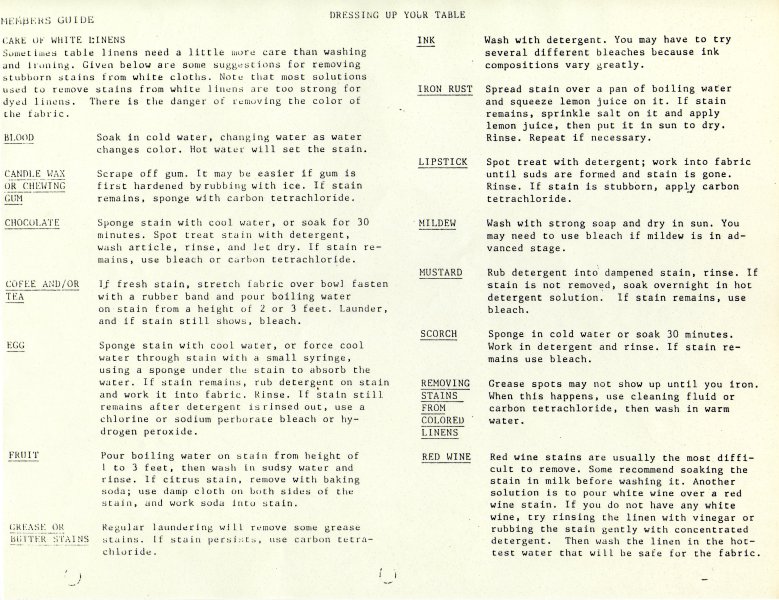 MEMBERS GUIDE
DRESSING UP YOUR TABLE
CARE OF WHITE LINENS
Sometimes table linens need a little more care than washing
and ironing. Given below are some suggestions for removing
stubborn stains from white cloths. Note that most solutions
used to remove stains from white linens are too strong for
dyed linens. There is the danger of removing the color of
the fabric.
BLOOD Soak in cold water, changing water as water
changes color. Hot water will set the stain.
CANDLE WAX Scrape off gum. It may be easier if gum is
OR CHEWING first hardened by rubbing with ice. If stain
GUM remains, sponge with carbon tetrachloride.
CHOCOLATE Sponge stain with cool water, or soak for 30
minutes. Spot treat stain with detergent,
wash article, rinse, and let dry. If stain re-
mains, use bleach or carbon tetrachloride.
COFEE AND/OR If fresh stain, stretch fabric over bowl fasten
TEA with a rubber band and pour boiling water
on stain from a height of 2 or 3 feet. Launder,
and if stain still shows, bleach.
EGG Sponge stain with cool water, or force cool
water through stain with a small syringe,
using a sponge under the stain to absorb the
water. If stain remains, rub detergent on stain
and work it into fabric. Rinse. If stain still
remains after detergent is rinsed out, use a
chlorine or sodium perborate bleach or hy-
drogen peroxide.
FRUIT Pour boiling water on stain from height of
1 to 3 feet, then wash in sudsy water and
rinse. If citrus stain, remove with baking
soda; use damp cloth on both sides of the
stain, and work soda into stain.
GREASE OR Regular laundering will remove some grease
BUTTER STAINS stains. If stain persists, use carbon tetra-
chloride.
INK Wash with detergent. You may have to try
several different bleaches because ink
compositions vary greatly.
IRON RUST Spread stain over a pan of boiling water
and squeeze lemon juice on it. If stain
remains, sprinkle salt on it and apply
lemon juice, then put it in sun to dry.
Rinse. Repeat if necessary.
LIPSTICK Spot treat with detergent; work into fabric
until suds are formed and stain is gone.
Rinse. If stain is stubborn, apply carbon
tetrachloride.
MILDEW Wash with strong soap and dry in sun. You
may need to use bleach if mildew is in ad-
vanced stage.
MUSTARD Rub detergent into dampened stain, rinse. If
stain is not removed, soak overnight in hot
detergent solution. If stain remains, use
bleach.
SCORCH Sponge in cold water or soak 30 minutes.
Work in detergent and rinse. If stain re-
mains use bleach.
REMOVING Grease spots may not show up until you iron.
STAINS When this happens, use cleaning fluid or
FROM carbon tetrachloride, then wash in warm
COLORED water.
LINENS
RED WINE Red wine stains are usually the most diffi-
cult to remove. Some recommend soaking the
stain in milk before washing it. Another
solution is to pour white wine over a red
wine stain. If you do not have any white
wine, try rinsing the linen with vinegar or
rubbing the stain gently with concentrated
detergent. Then wash the linen in the hot-
test water that will be safe for the fabric.